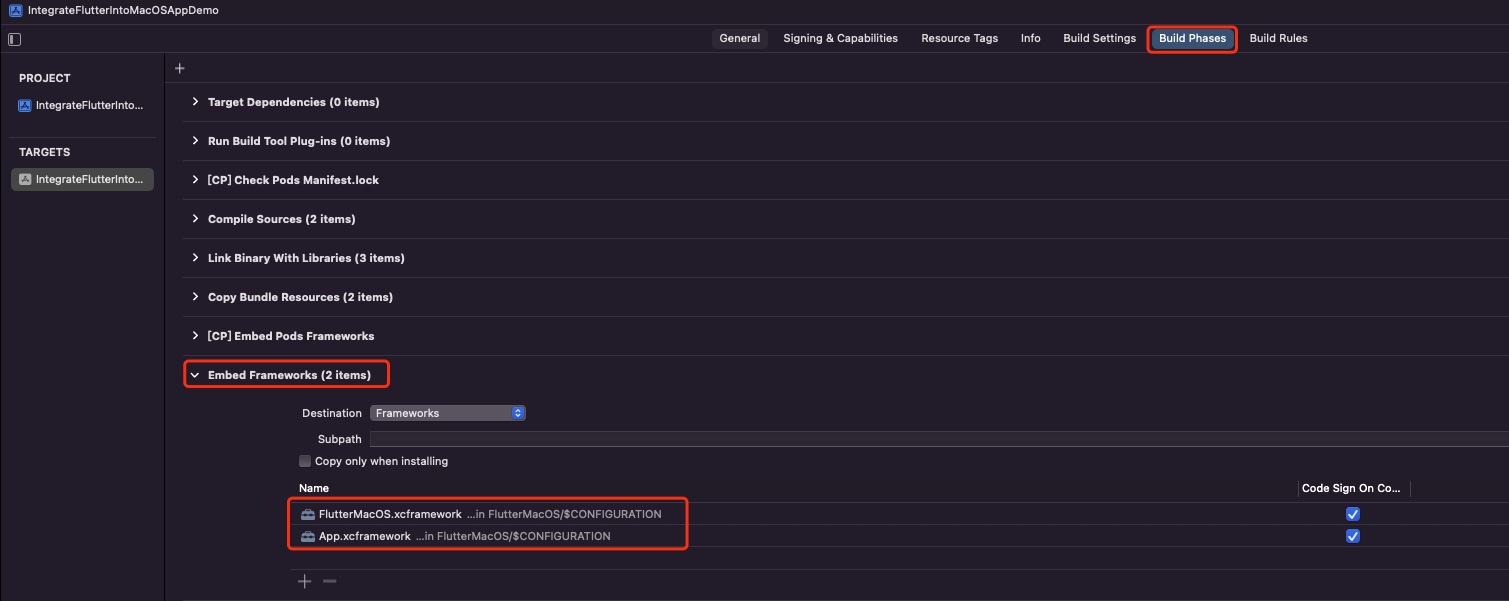 IntegrateFlutterIntoMacOSAppDemo
General Signing & Capabilities Resource Tags Info Build Settings Build Phases Build Rules
PROJECT
IntegrateFlutterInto...
TARGETS
IntegrateFlutterInto...
Target Dependencies (0 items)
Run Build Tool Plug-ins (0 items)
[CP] Check Pods Manifest.lock
Compile Sources (2 items)
Link Binary With Libraries (3 items)
Copy Bundle Resources (2 items)
[CP] Embed Pods Frameworks
Embed Frameworks (2 items)
Destination Frameworks
Subpath
Copy only when installing
Name Code Sign On Co...
FlutterMacOS.xcframework ...in FlutterMacOS/$CONFIGURATION
App.xcframework ...in FlutterMacOS/$CONFIGURATION